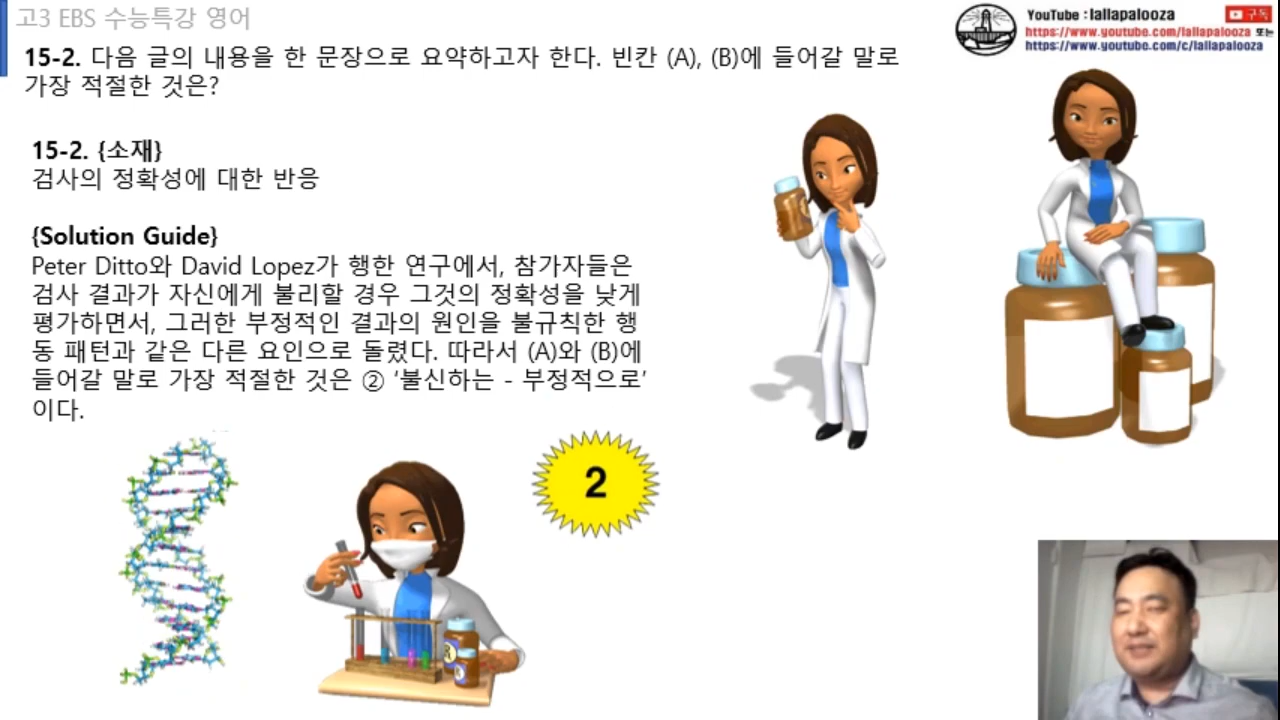 고3 EBS 수능특강 영어
YouTube : lallapalooza
구독
https://www.youtube.com/lallapalooza 또는
https://www.youtube.com/c/lallapalooza
15-2. 다음 글의 내용을 한 문장으로 요약하고자 한다. 빈칸 (A), (B)에 들어갈 말로
가장 적절한 것은?
15-2. {소재}
검사의 정확성에 대한 반응
{Solution Guide}
Peter Ditto와 David Lopez가 행한 연구에서, 참가자들은
검사 결과가 자신에게 불리할 경우 그것의 정확성을 낮게
평가하면서, 그러한 부정적인 결과의 원인을 불규칙한 행
동 패턴과 같은 다른 요인으로 돌렸다. 따라서 (A)와 (B)에
들어갈 말로 가장 적절한 것은 ② ‘불신하는 - 부정적으로’
이다.
2